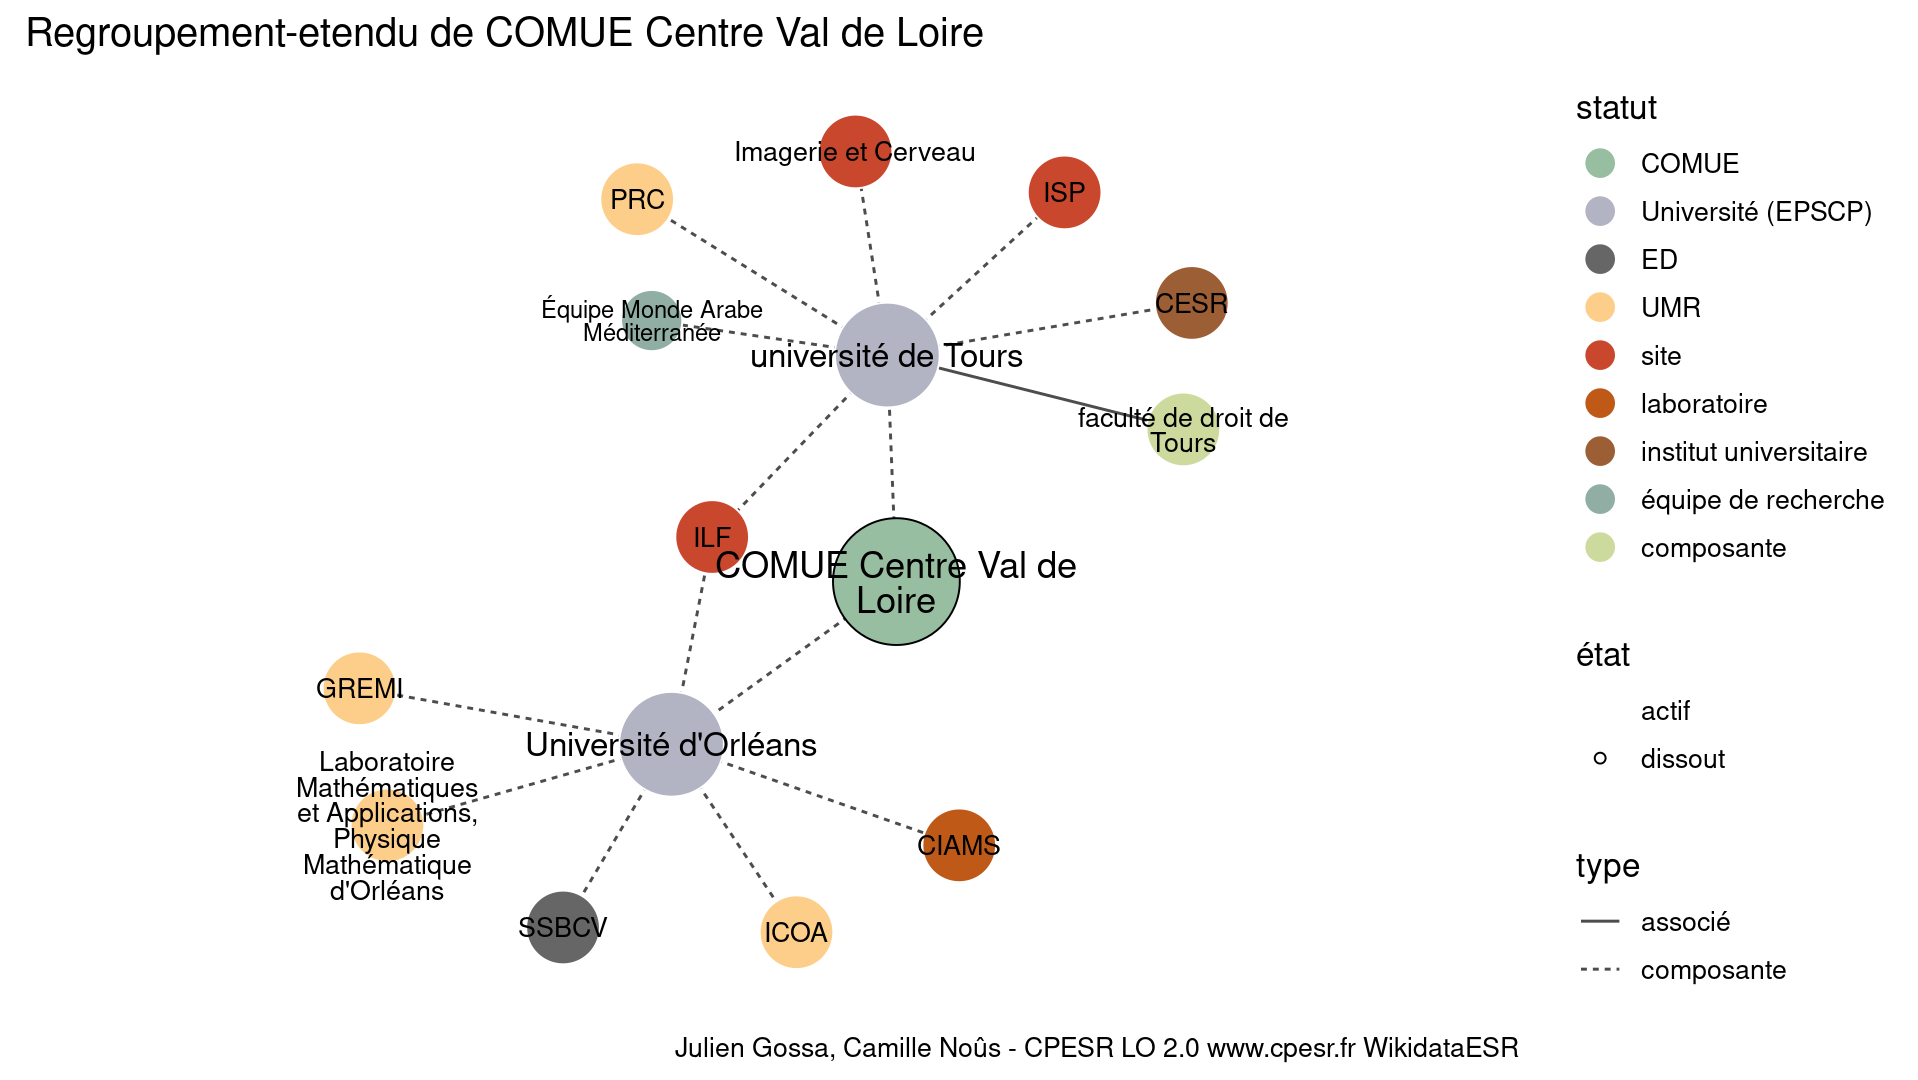 Regroupement-etendu de COMUE Centre Val de Loire
Imagerie et Cerveau
PRC
ISP
Équipe Monde Arabe
Méditerranée
CESR
université de Tours
faculté de droit de
Tours
ILF
COMUE Centre Val de
Loire
GREMI
Université d'Orléans
Laboratoire
Mathématiques
et Applications,
Physique
Mathématique
d'Orléans
CIAMS
SSBCV
ICOA
statut
COMUE
Université (EPSCP)
ED
UMR
site
laboratoire
institut universitaire
équipe de recherche
composante
état
actif
dissout
type
associé
composante
Julien Gossa, Camille Noûs - CPESR LO 2.0 www.cpesr.fr WikidataESR